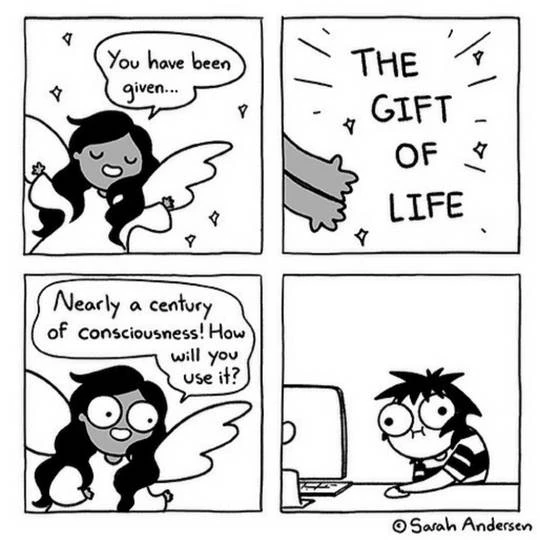 You have been
given...
THE
GIFT
OF
LIFE
Nearly a century
of consciousness! How
will you
use it?
© Sarah Andersen